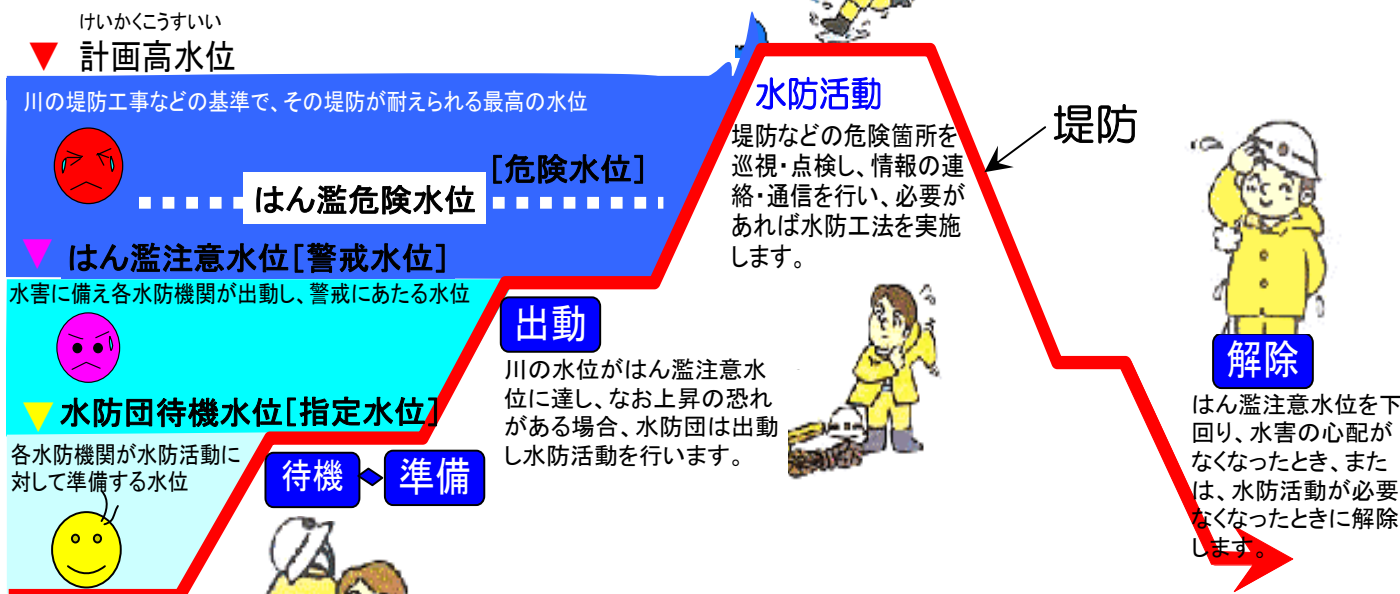 けいかくこうすいい
▼ 計画高水位
川の堤防工事などの基準で、その堤防が耐えられる最高の水位
[危険水位]
はん濫危険水位
▼ はん濫注意水位[警戒水位]
水害に備え各水防機関が出動し、警戒にあたる水位
▼水防団待機水位[指定水位]
各水防機関が水防活動に
対して準備する水位
待機
準備
出動
川の水位がはん濫注意水
位に達し、なお上昇の恐れ
がある場合、水防団は出動
し水防活動を行います。
水防活動
堤防などの危険箇所を
巡視・点検し、情報の連
絡・通信を行い、必要が
あれば水防工法を実施
します。
堤防
解除
はん濫注意水位を下
回り、水害の心配が
なくなったとき、また
は、水防活動が必要
なくなったときに解除
します。